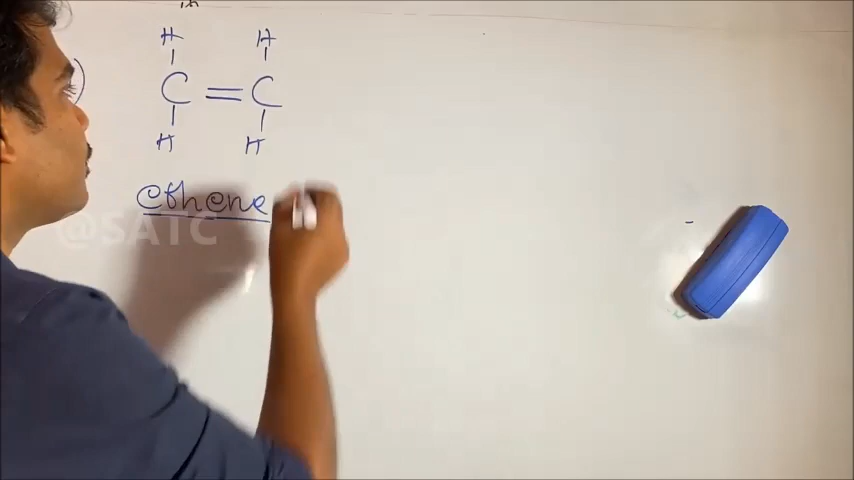 H H
C = C
H H
ethene
@SATC